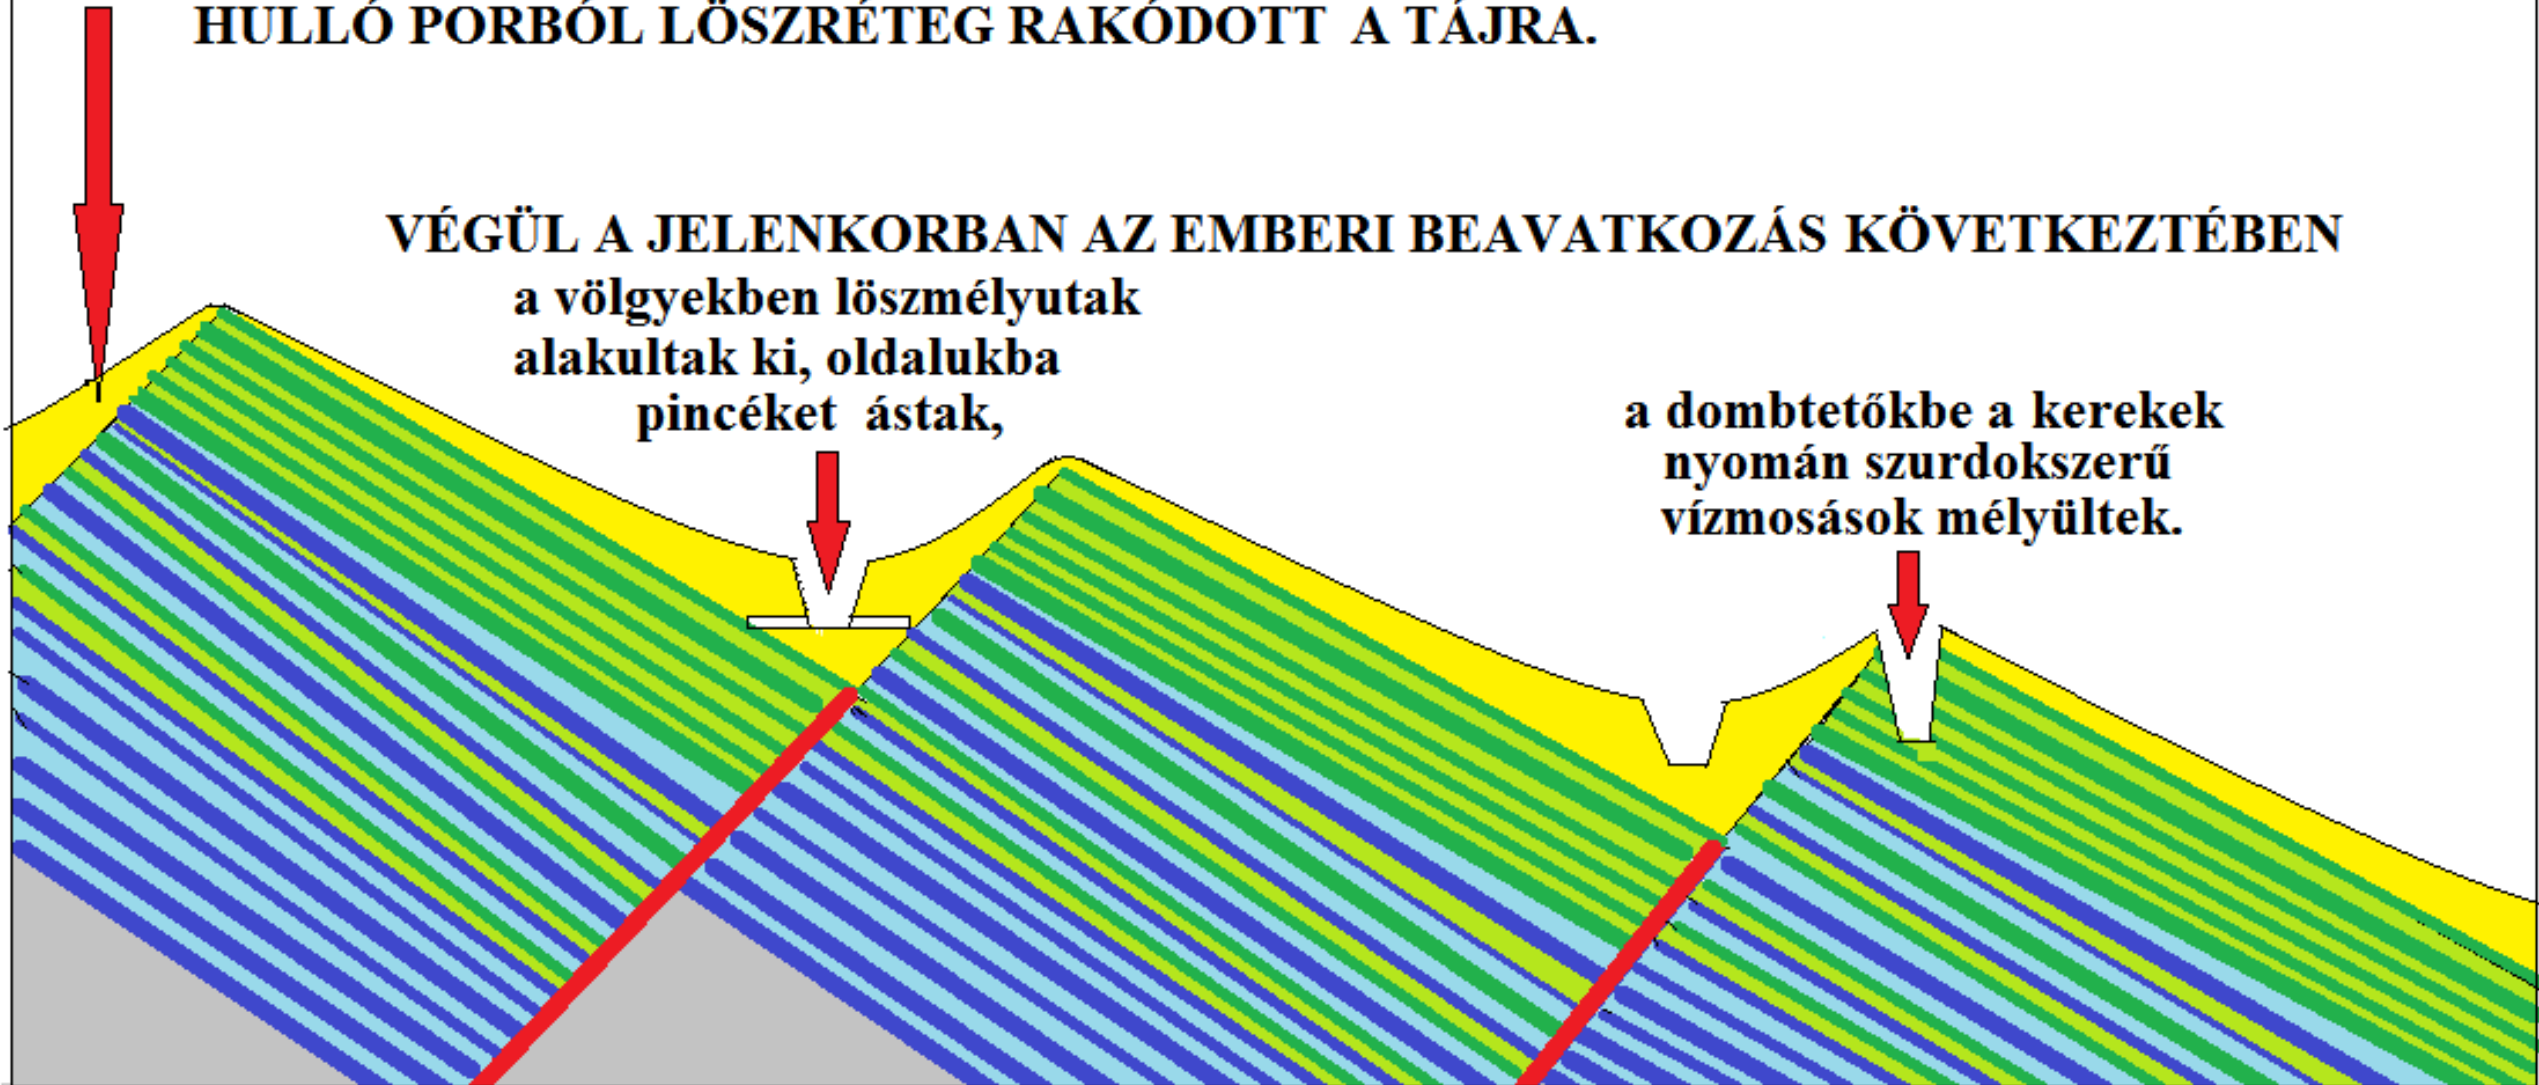 HULLÓ PORBÓL LÖSZRÉTEG RAKÓDOTT A TÁJRA.
VÉGÜL A JELENKORBAN AZ EMBERI BEAVATKOZÁS KÖVETKEZTÉBEN
a völgyekben löszmélyutak
alakultak ki, oldalukba
pincéket ástak,
a dombtetőkbe a kerekek
nyomán szurdokszerű
vízmosások mélyültek.